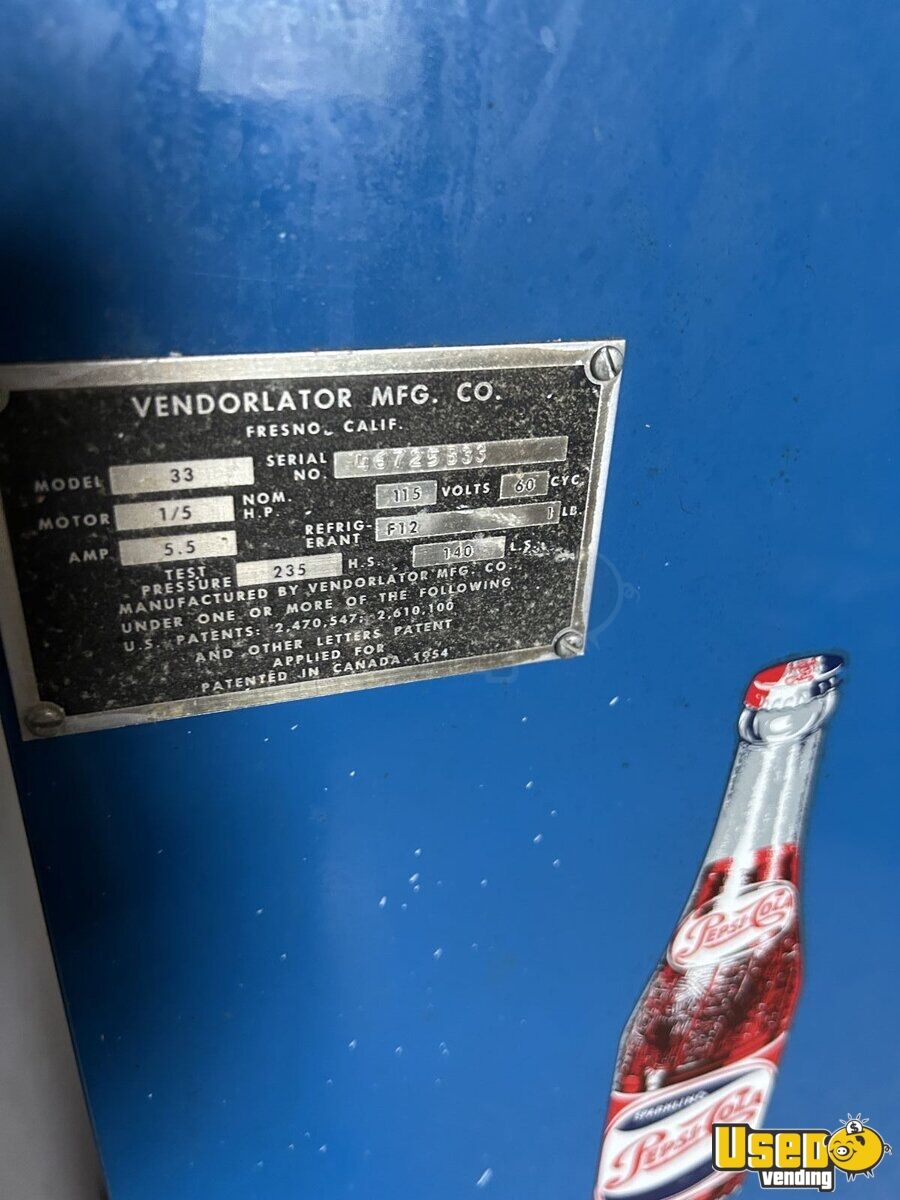 VENDORLATOR MFG. CO.
FRESNO, CALIF.
MODEL 33 SERIAL NO. 46725333
MOTOR 1/5 NOM. H.P. 115 VOLTS 60 CYC.
AMP. 5.5 REFRIG-ERANT F12 1 LB.
TEST PRESSURE 235 H.S. 140 L.S.
MANUFACTURED BY VENDORLATOR MFG. CO.
UNDER ONE OR MORE OF THE FOLLOWING
U.S. PATENTS: 2,470,547; 2,610,100
AND OTHER LETTERS PATENT
APPLIED FOR
PATENTED IN CANADA 1954
PEPSI-COLA
SPARKLING
PEPSI-COLA
USED
vending